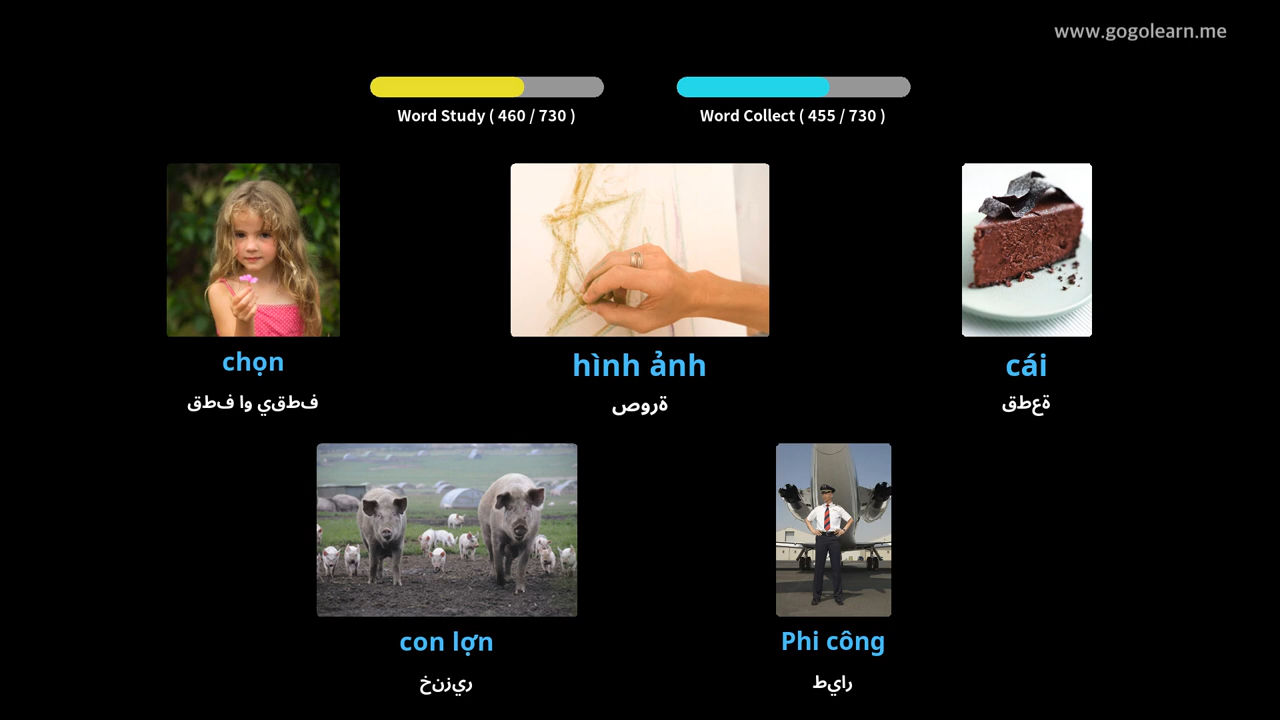 www.gogolearn.me
Word Study ( 460 / 730 )
Word Collect ( 455 / 730 )
chọn
فطقي وا فطق
hình ảnh
ةروص
cái
ةعطق
con lợn
ريزنخ
Phi công
رايط